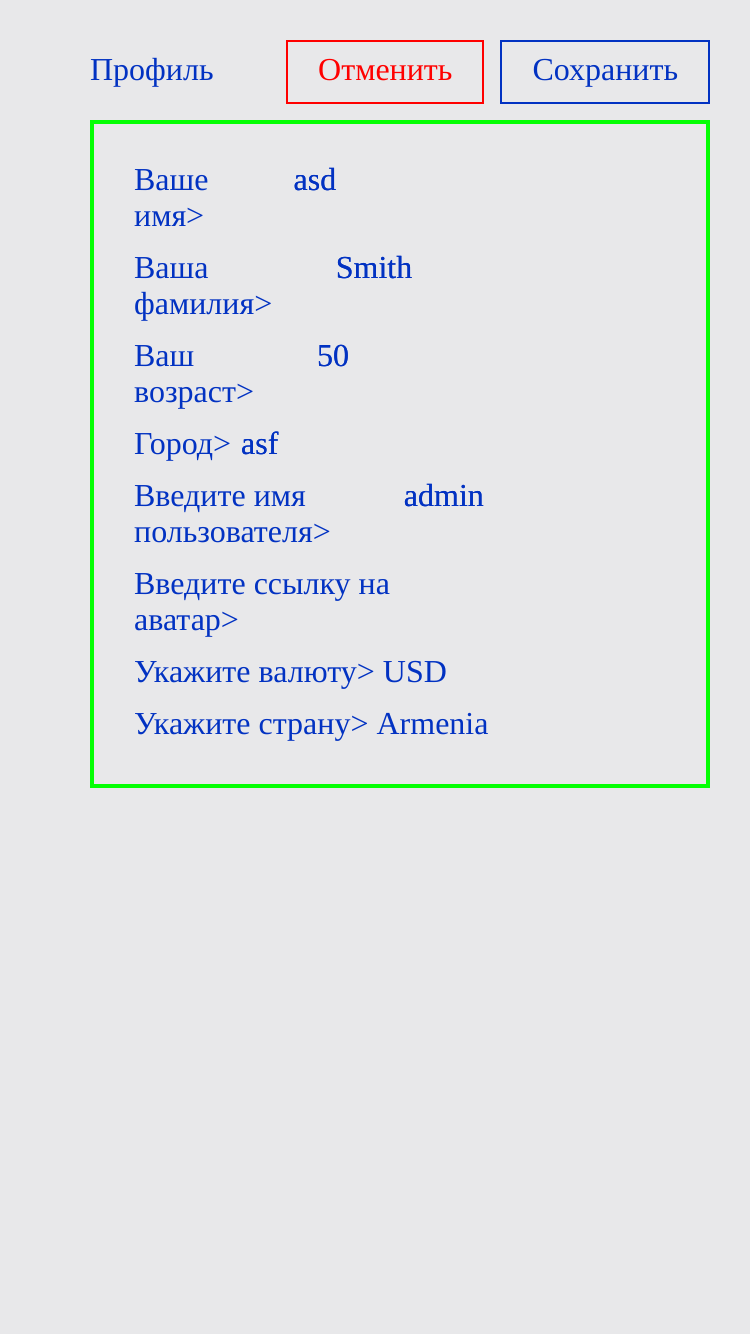 Профиль Отменить Сохранить
Ваше asd
имя>
Ваша Smith
фамилия>
Ваш 50
возраст>
Город> asf
Введите имя admin
пользователя>
Введите ссылку на
аватар>
Укажите валюту> USD
Укажите страну> Armenia